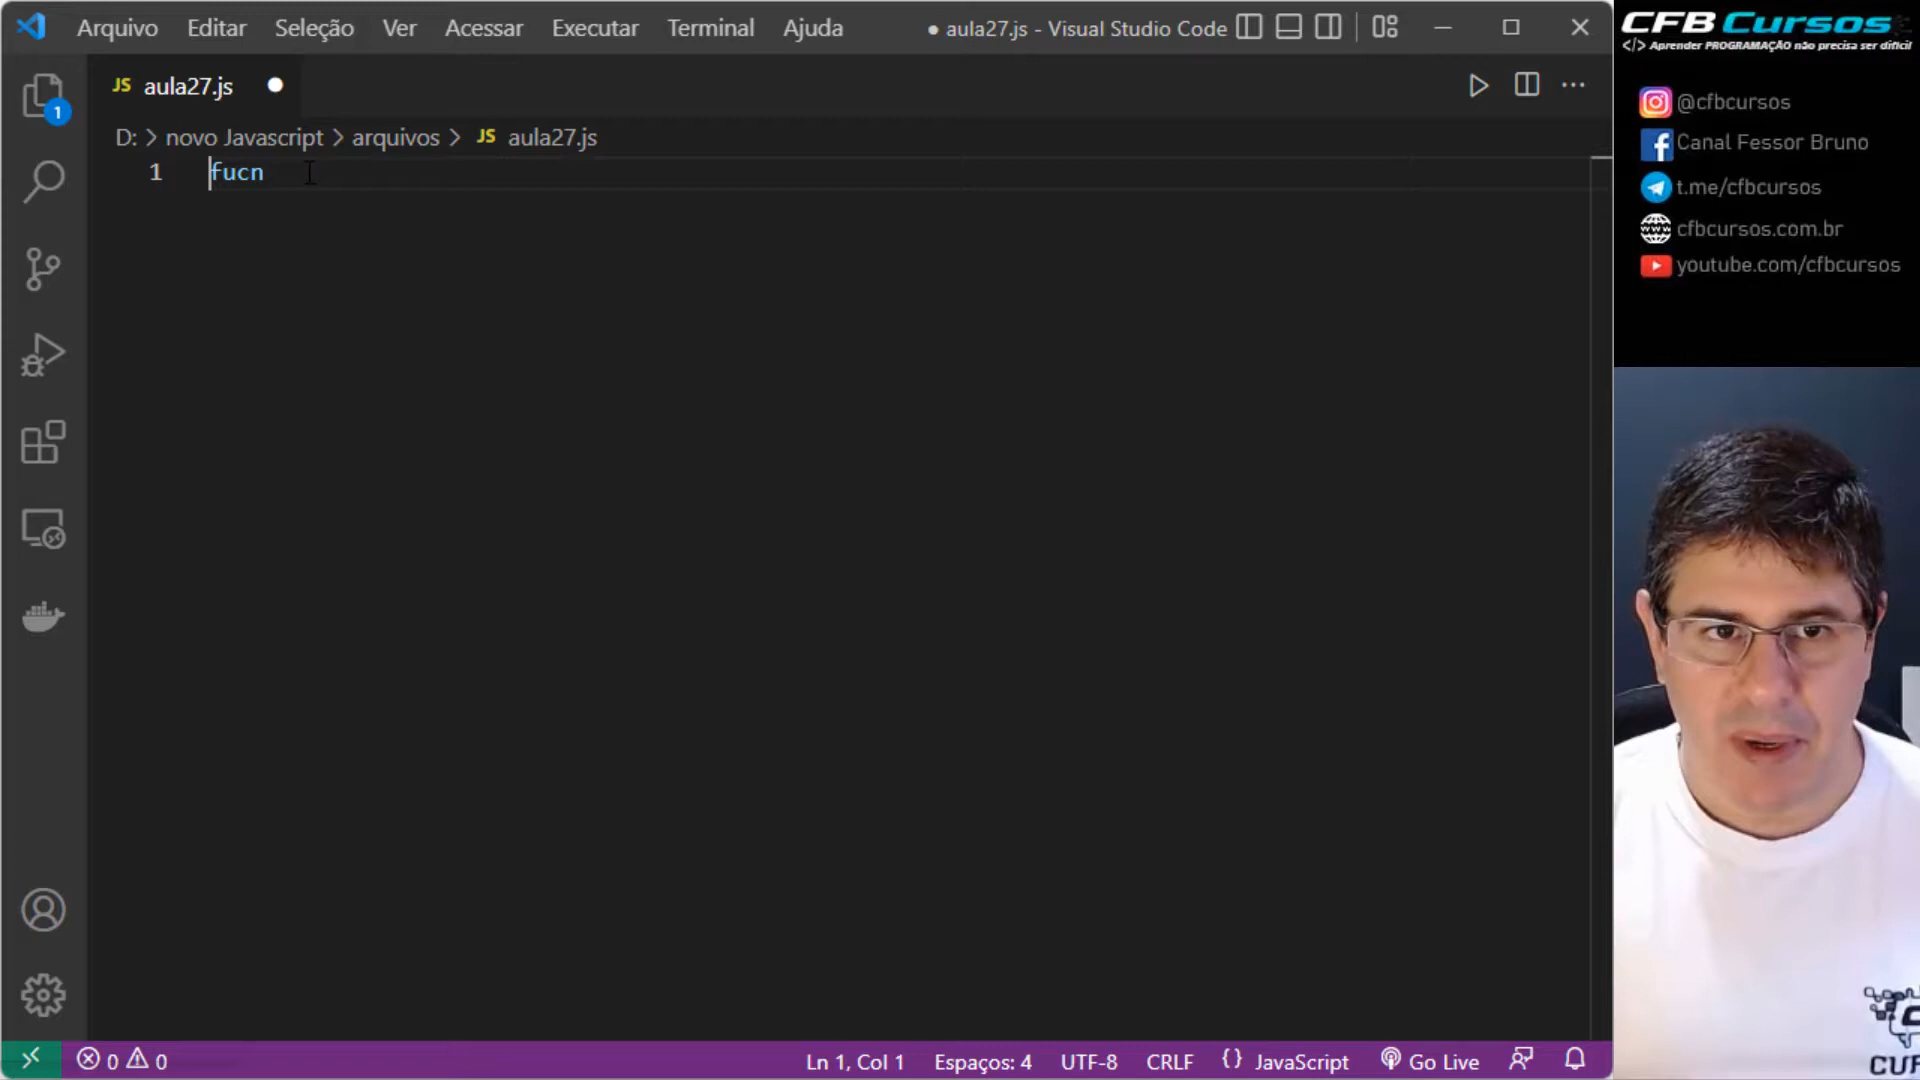 Arquivo Editar Seleção Ver Acessar Executar Terminal Ajuda
● aula27.js - Visual Studio Code
JS aula27.js
1
D: > novo Javascript > arquivos > JS aula27.js
1 fucn
0 0
Ln 1, Col 1 Espaços: 4 UTF-8 CRLF {} JavaScript Go Live
CFB Cursos
</> Aprender PROGRAMAÇÃO não precisa ser difícil
@cfbcursos
Canal Fessor Bruno
t.me/cfbcursos
cfbcursos.com.br
youtube.com/cfbcursos